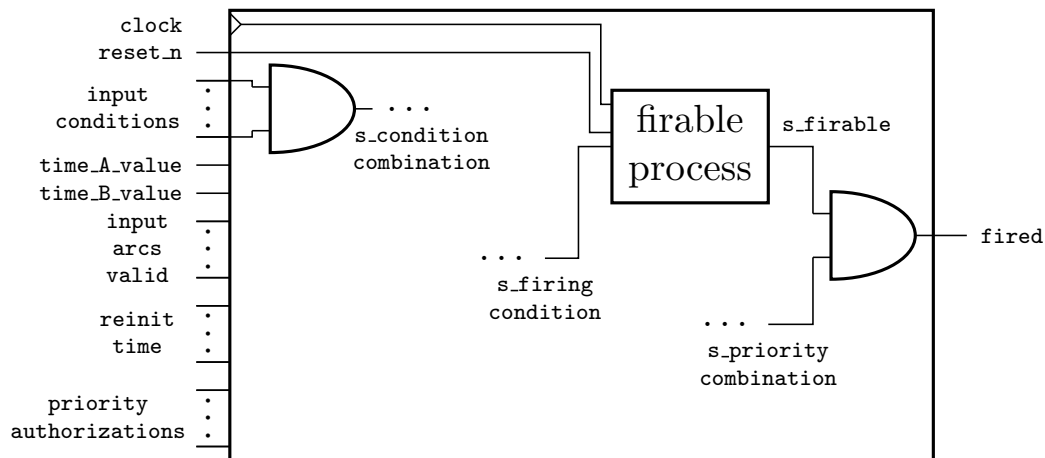 clock
reset_n
input
conditions
time_A_value
time_B_value
input
arcs
valid
reinit
time
priority
authorizations
s_condition
combination
firable
process
s_firable
s_firing
condition
s_priority
combination
fired